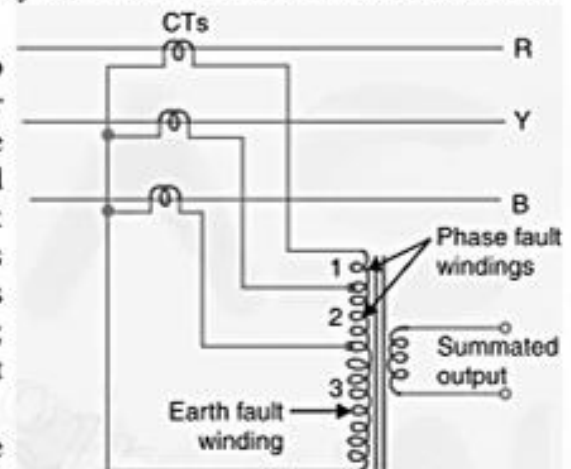 CTs
R
Y
B
Phase fault
windings
1
2
Summated
output
3
Earth fault
winding